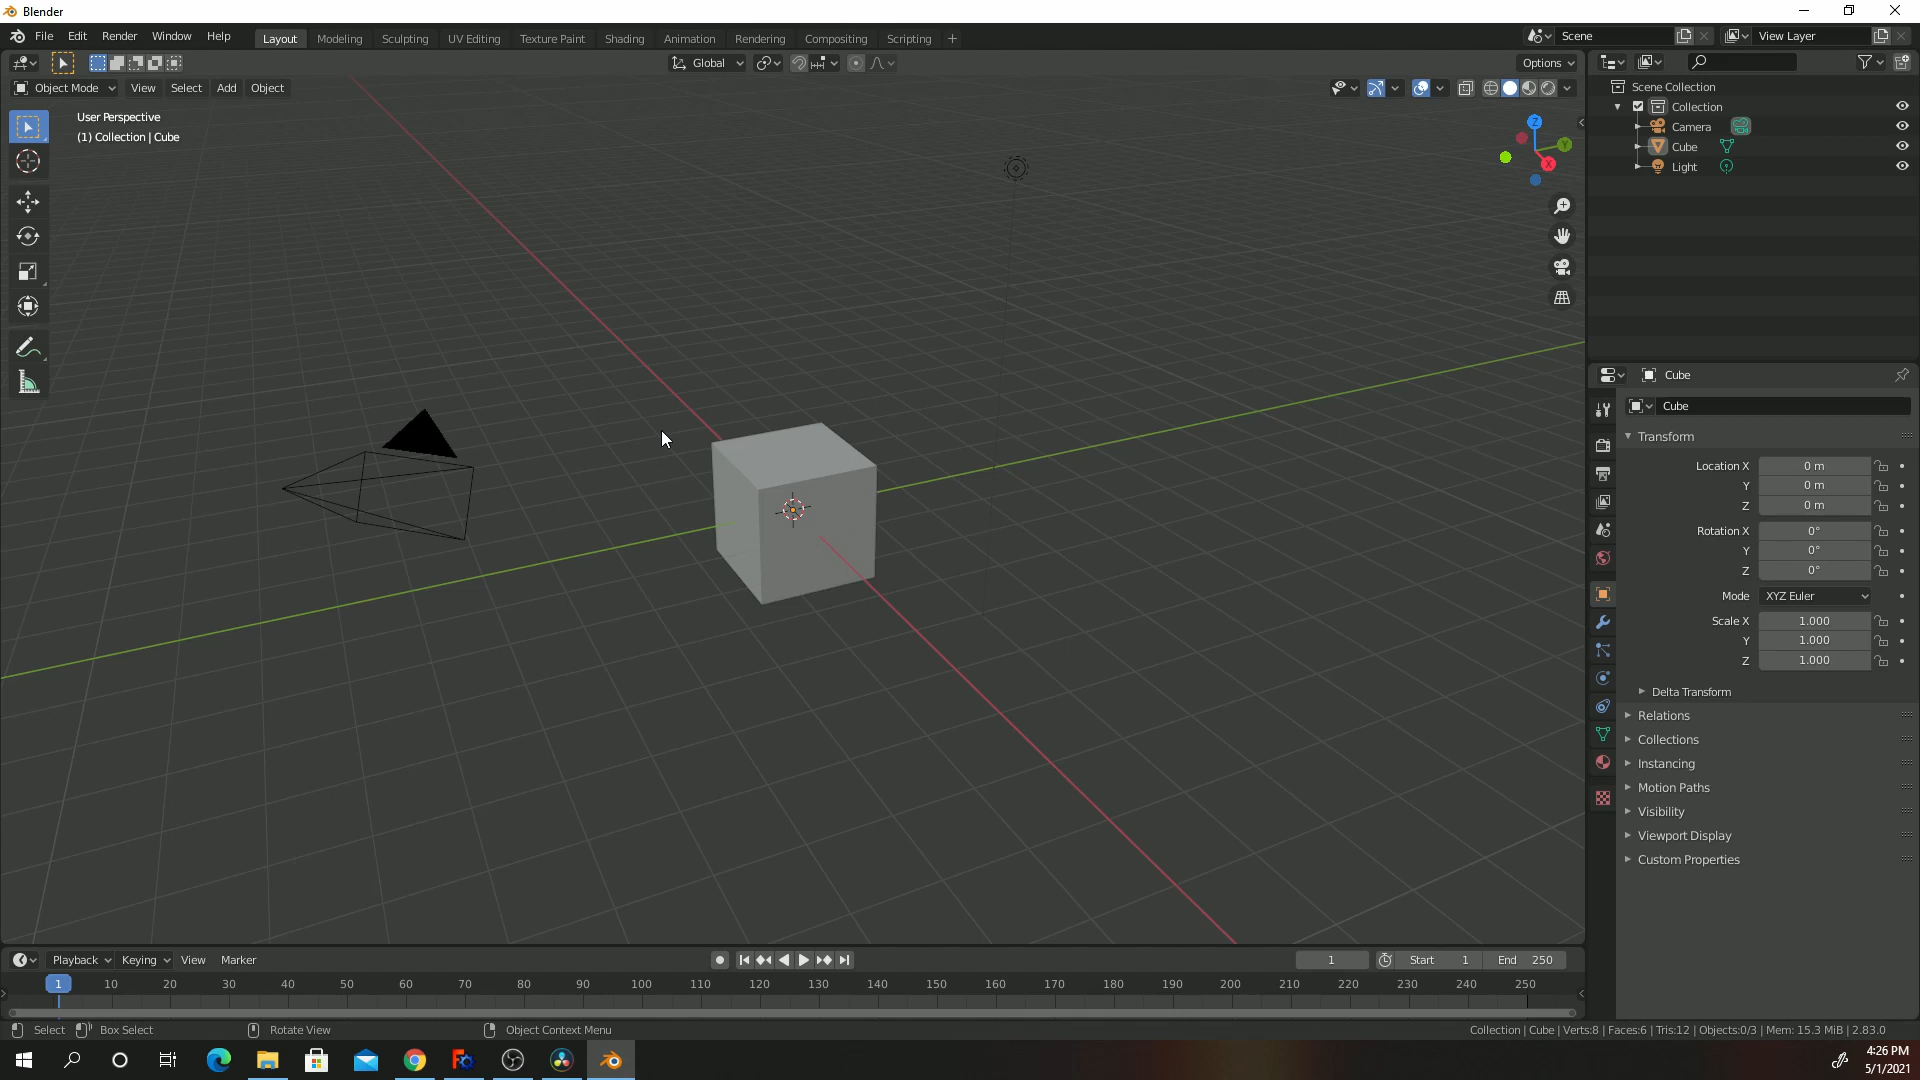 Blender
File Edit Render Window Help Layout Modeling Sculpting UV Editing Texture Paint Shading Animation Rendering Compositing Scripting + Scene View Layer
Global Options
Object Mode View Select Add Object
User Perspective
(1) Collection | Cube
Z
Y
X
Scene Collection
Collection
Camera
Cube
Light
Cube
Cube
Transform
Location X 0 m
Y 0 m
Z 0 m
Rotation X 0°
Y 0°
Z 0°
Mode XYZ Euler
Scale X 1.000
Y 1.000
Z 1.000
Delta Transform
Relations
Collections
Instancing
Motion Paths
Visibility
Viewport Display
Custom Properties
Playback Keying View Marker 1 Start 1 End 250
1 10 20 30 40 50 60 70 80 90 100 110 120 130 140 150 160 170 180 190 200 210 220 230 240 250
Select Box Select Rotate View Object Context Menu Collection | Cube | Verts:8 | Faces:6 | Tris:12 | Objects:0/3 | Mem: 15.3 MiB | 2.83.0
4:26 PM
5/1/2021